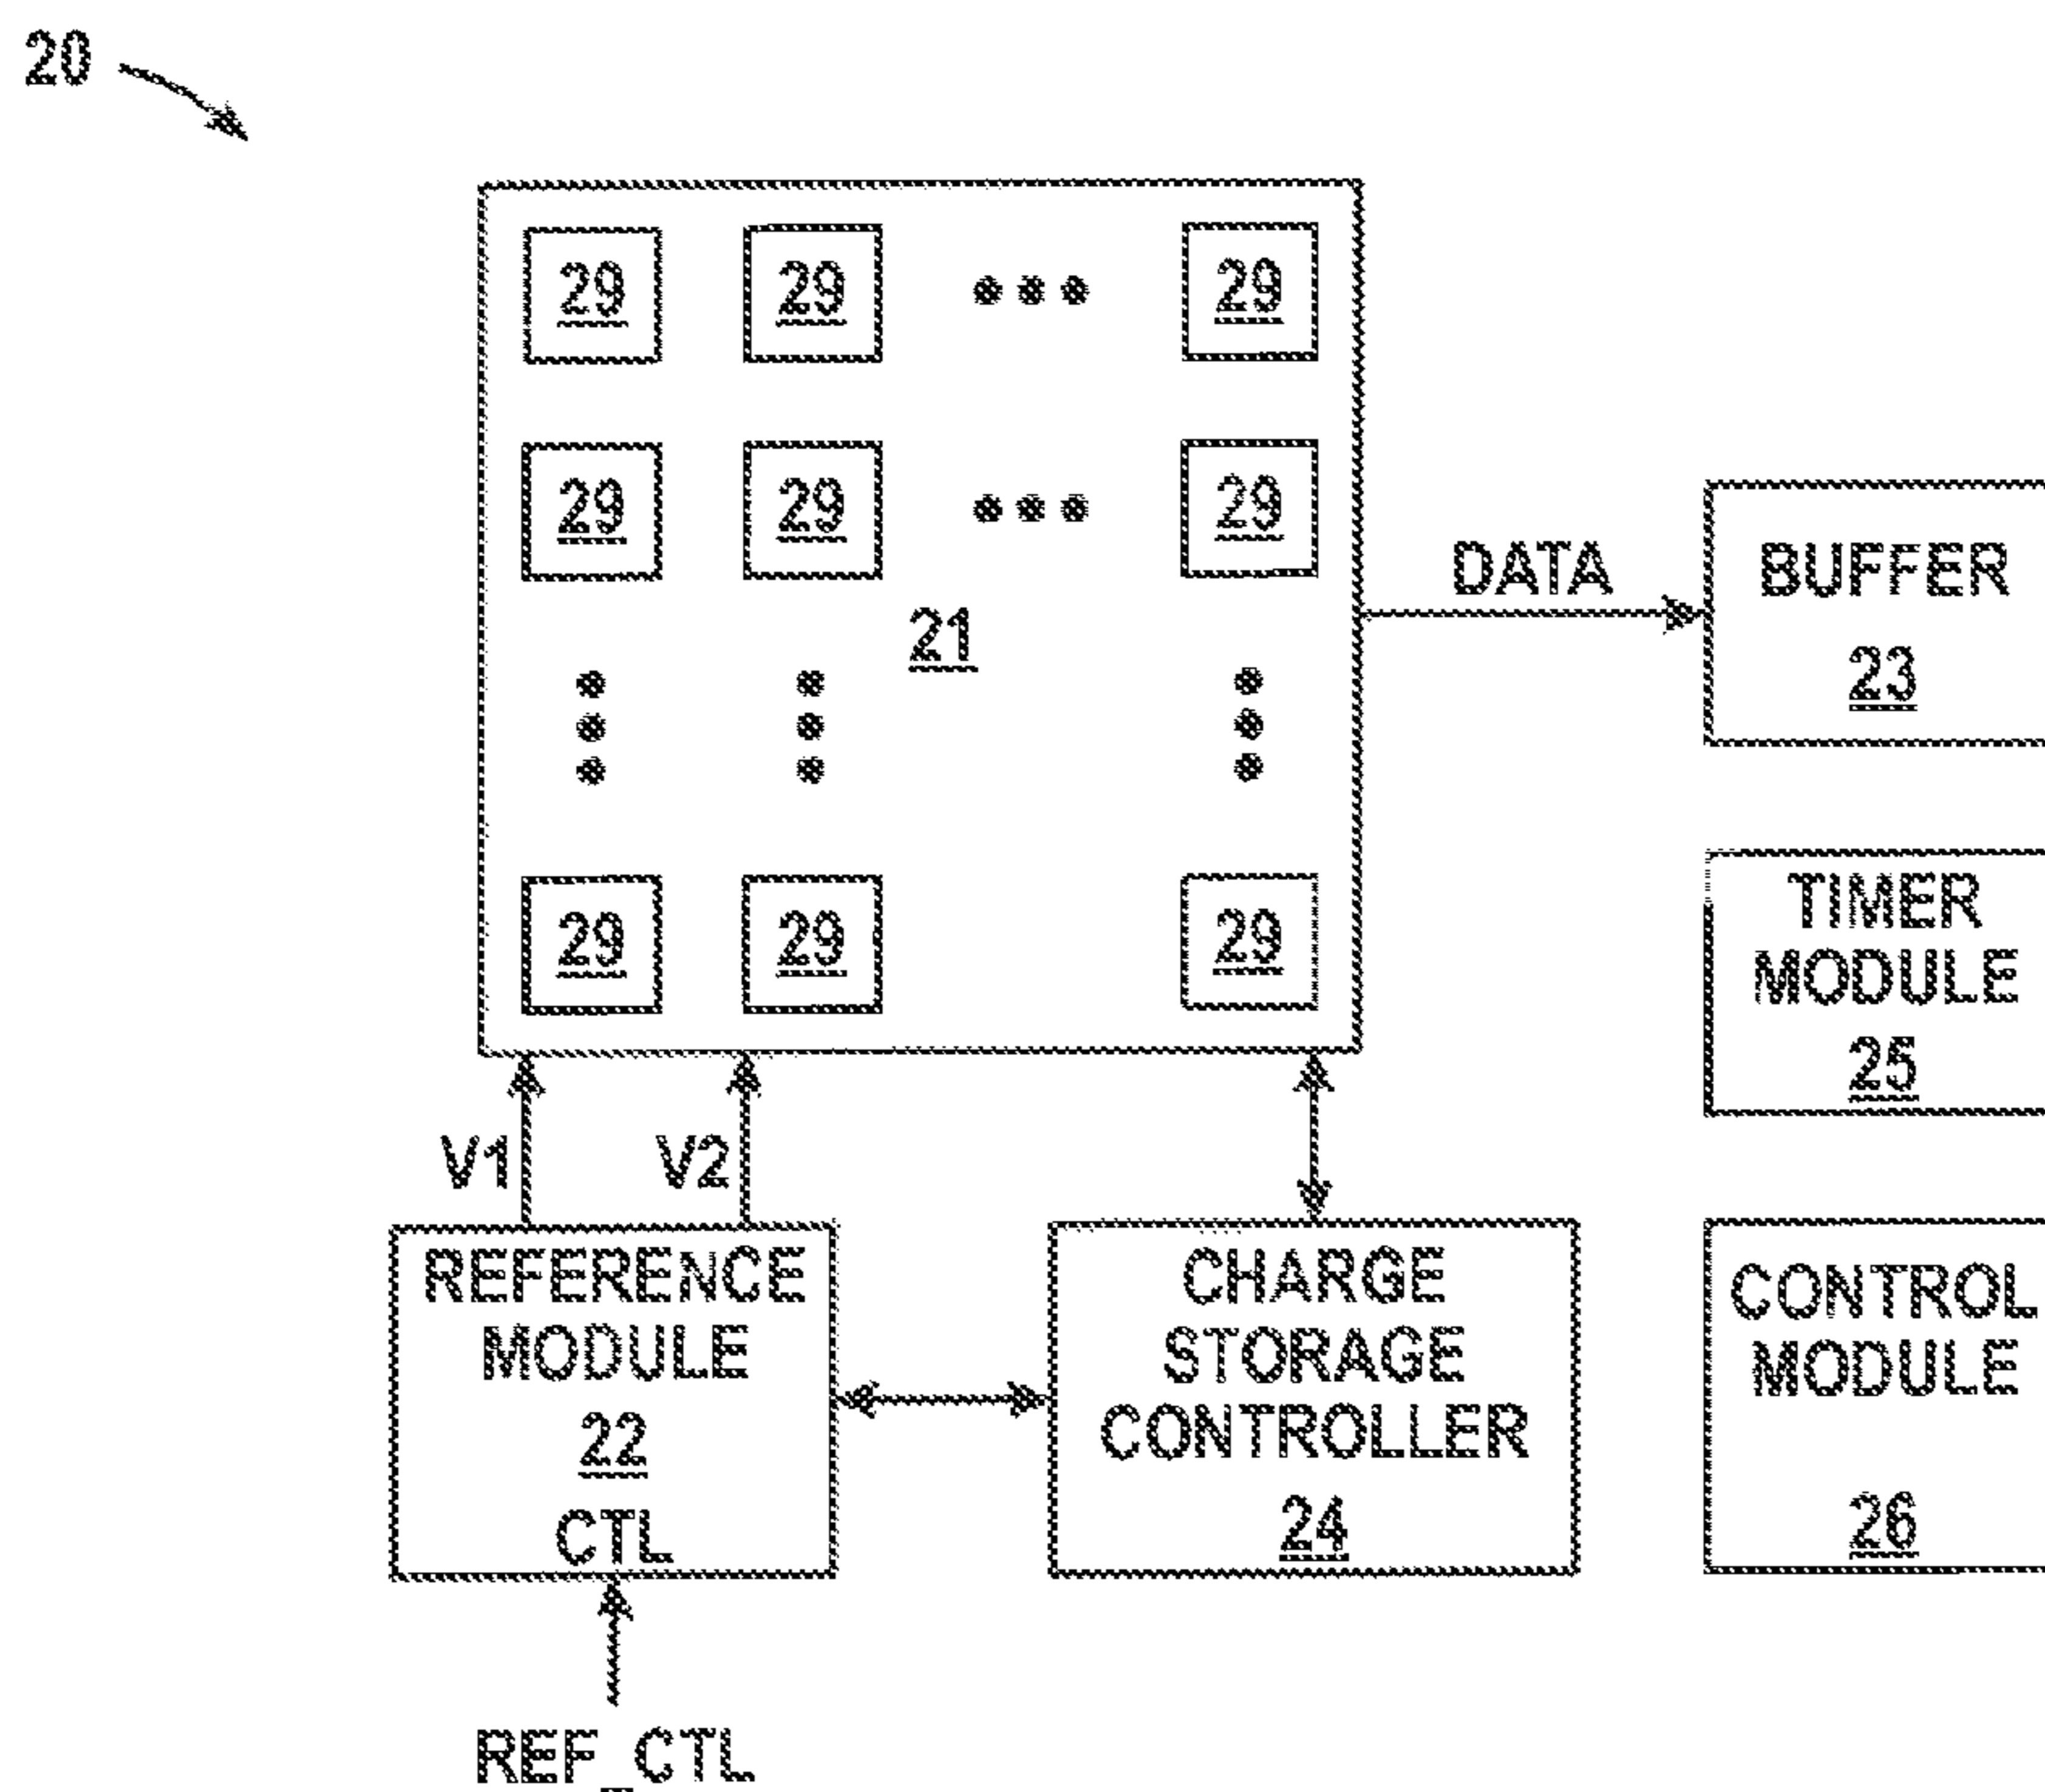 20
29 29 29
29 29 29
21
DATA
BUFFER
23
29 29 29
TIMER
MODULE
25
V1 V2
REFERENCE
MODULE
22
CTL
CHARGE
STORAGE
CONTROLLER
24
CONTROL
MODULE
26
REF_CTL